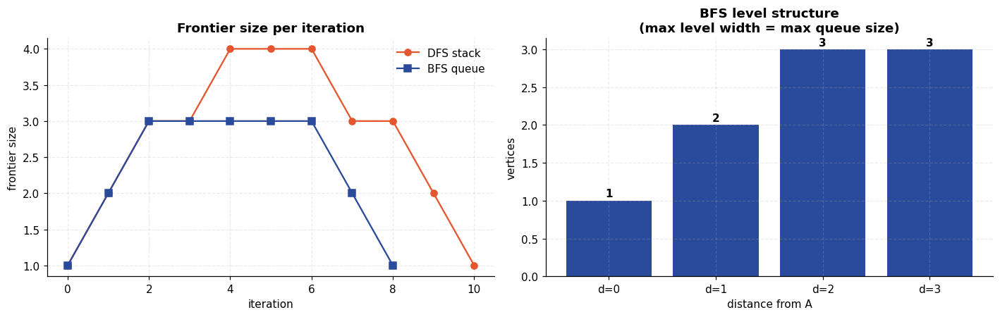 Frontier size per iteration
DFS stack
BFS queue
frontier size
4.0
3.5
3.0
2.5
2.0
1.5
1.0
0
2
4
6
8
10
iteration
BFS level structure
(max level width = max queue size)
vertices
3.0
2.5
2.0
1.5
1.0
0.5
0.0
1
2
3
3
d=0
d=1
d=2
d=3
distance from A